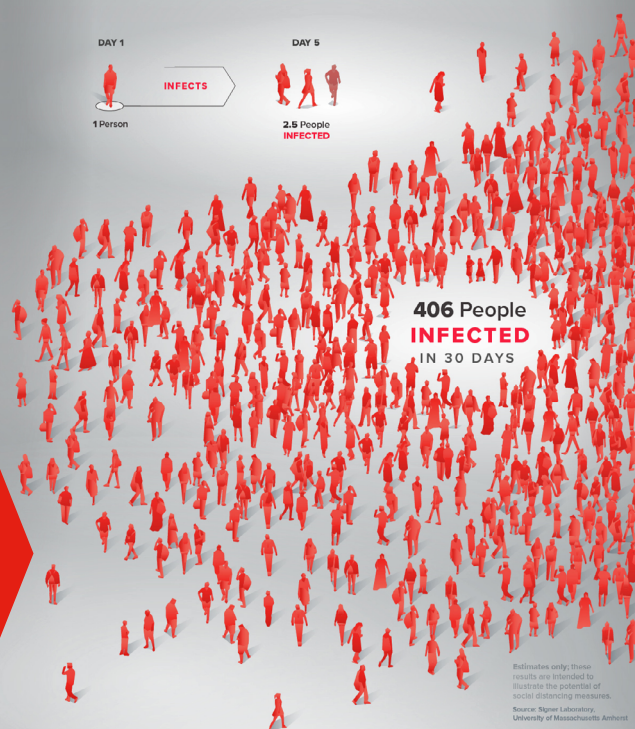 DAY 1
DAY 5
INFECTS
1 Person
2.5 People
INFECTED
406 People
INFECTED
IN 30 DAYS
Estimates only; these
results are intended to
illustrate the potential of
social distancing measures.
Source: Signer Laboratory,
University of Massachusetts Amherst